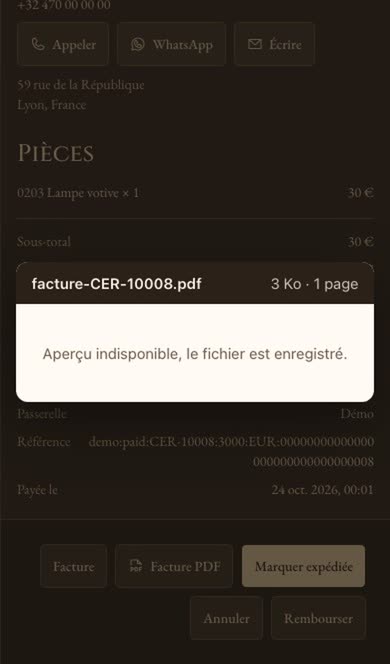 +32 470 00 00 00
Appeler
WhatsApp
Écrire
59 rue de la République
Lyon, France
Pièces
0203 Lampe votive × 1 30 €
Sous-total 30 €
facture-CER-10008.pdf 3 Ko · 1 page
Aperçu indisponible, le fichier est enregistré.
Passerelle Démo
Référence demo:paid:CER-10008:3000:EUR:00000000000000
000000000000000008
Payée le 24 oct. 2026, 00:01
Facture
Facture PDF
Marquer expédiée
Annuler
Rembourser